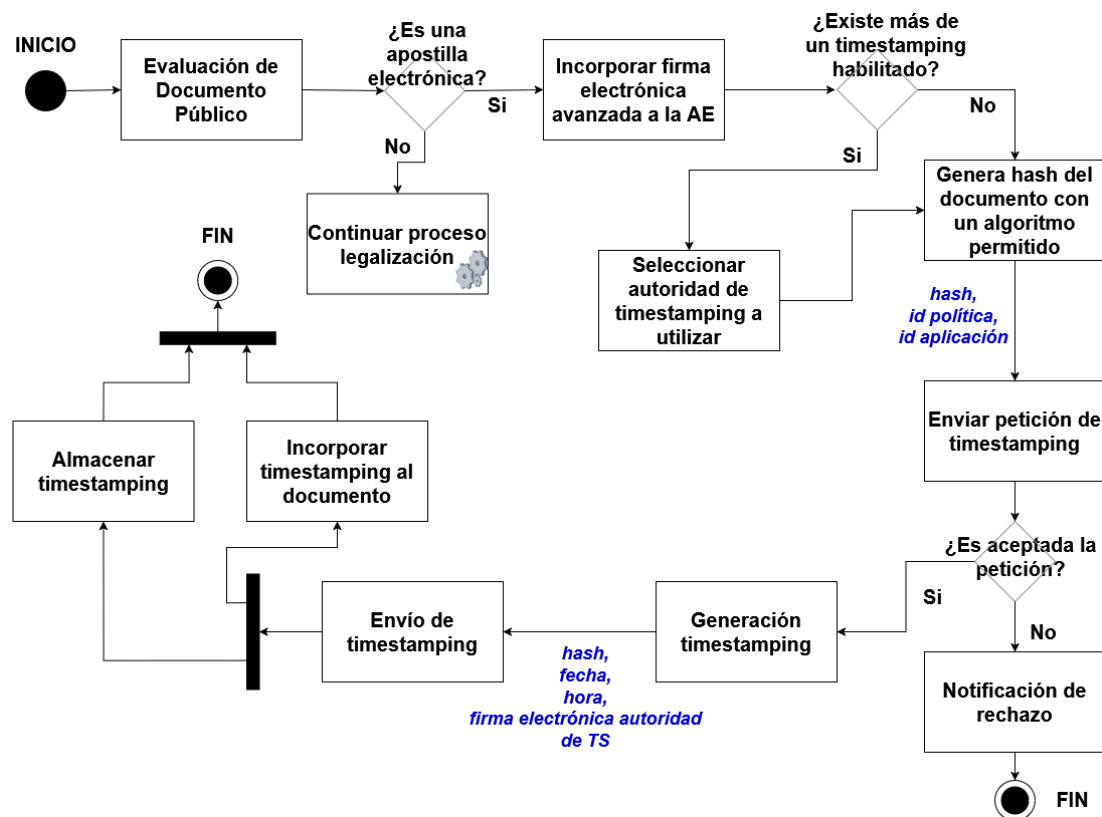 INICIO
Evaluación de
Documento
Público
¿Es una
apostilla
electrónica?
Si
No
Continuar proceso
legalización
Incorporar firma
electrónica
avanzada a la AE
¿Existe más de
un timestamping
habilitado?
No
Si
Seleccionar
autoridad de
timestamping a
utilizar
Genera hash del
documento con
un algoritmo
permitido
hash,
id política,
id aplicación
Enviar petición de
timestamping
¿Es aceptada la
petición?
Si
No
Notificación de
rechazo
FIN
Generación
timestamping
hash,
fecha,
hora,
firma electrónica autoridad
de TS
Envío de
timestamping
Incorporar
timestamping al
documento
Almacenar
timestamping
FIN